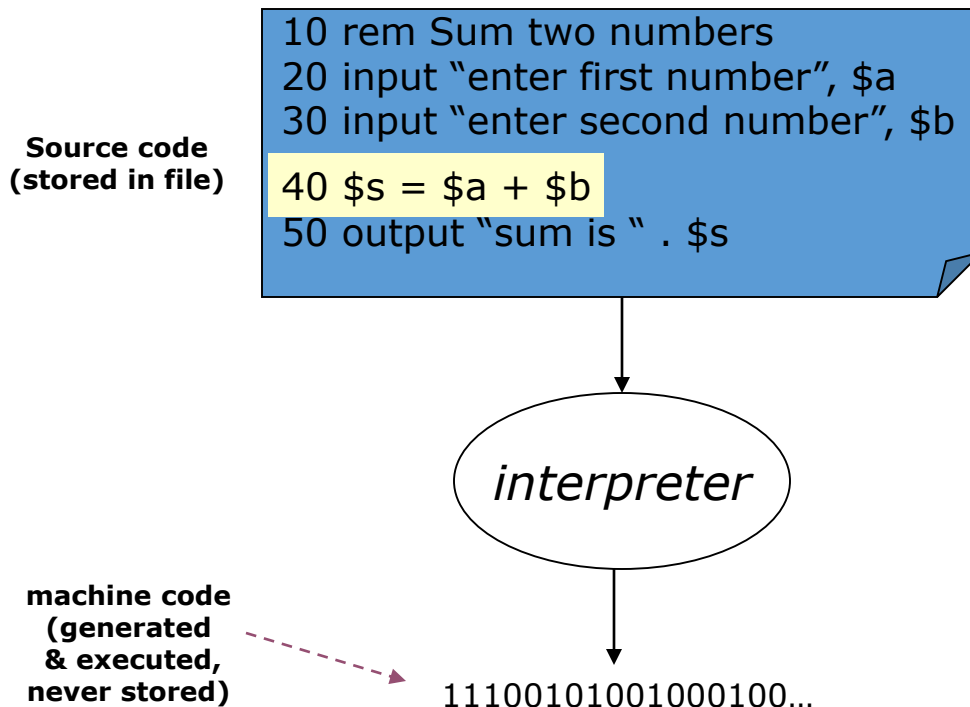 10 rem Sum two numbers
20 input “enter first number”, $a
30 input “enter second number”, $b
40 $s = $a + $b
50 output “sum is “ . $s
Source code
(stored in file)
interpreter
machine code
(generated
& executed,
never stored)
11100101001000100…